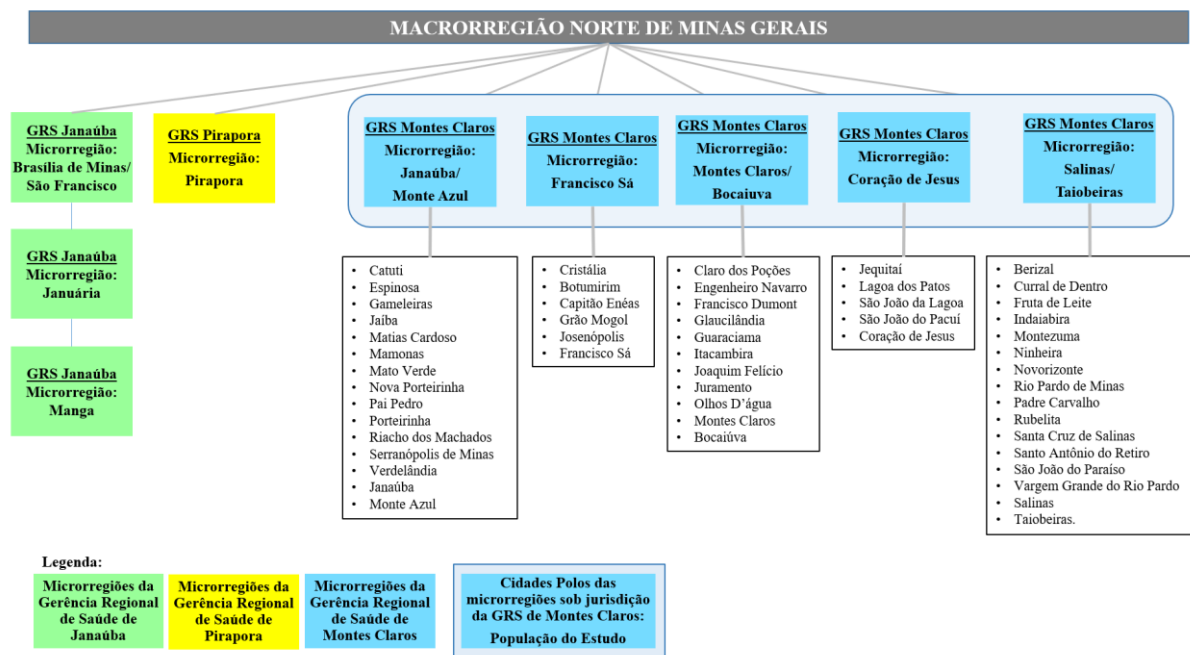 MACRORREGIÃO NORTE DE MINAS GERAIS
GRS Janaúba
Microrregião:
Brasília de Minas/
São Francisco
GRS Janaúba
Microrregião:
Januária
GRS Janaúba
Microrregião:
Manga
GRS Pirapora
Microrregião:
Pirapora
GRS Montes Claros
Microrregião:
Janaúba/
Monte Azul
• Catuti
• Espinosa
• Gameleiras
• Jaíba
• Matias Cardoso
• Mamonas
• Mato Verde
• Nova Porteirinha
• Pai Pedro
• Porteirinha
• Riacho dos Machados
• Serranópolis de Minas
• Verdelândia
• Janaúba
• Monte Azul
GRS Montes Claros
Microrregião:
Francisco Sá
• Cristália
• Botumirim
• Capitão Enéas
• Grão Mogol
• Josenópolis
• Francisco Sá
GRS Montes Claros
Microrregião:
Montes Claros/
Bocaiuva
• Claro dos Poções
• Engenheiro Navarro
• Francisco Dumont
• Glaucilândia
• Guaraciama
• Itacambira
• Joaquim Felício
• Juramento
• Olhos D’água
• Montes Claros
• Bocaiúva
GRS Montes Claros
Microrregião:
Coração de Jesus
• Jequitaí
• Lagoa dos Patos
• São João da Lagoa
• São João do Pacuí
• Coração de Jesus
GRS Montes Claros
Microrregião:
Salinas/
Taiobeiras
• Berizal
• Curral de Dentro
• Fruta de Leite
• Indaiabira
• Montezuma
• Ninheira
• Novorizonte
• Rio Pardo de Minas
• Padre Carvalho
• Rubelita
• Santa Cruz de Salinas
• Santo Antônio do Retiro
• São João do Paraíso
• Vargem Grande do Rio Pardo
• Salinas
• Taiobeiras.
Legenda:
Microrregiões da
Gerência Regional
de Saúde de
Janaúba
Microrregiões da
Gerência Regional
de Saúde de
Pirapora
Microrregiões da
Gerência Regional
de Saúde de
Montes Claros
Cidades Polos das
microrregiões sob jurisdição
da GRS de Montes Claros:
População do Estudo